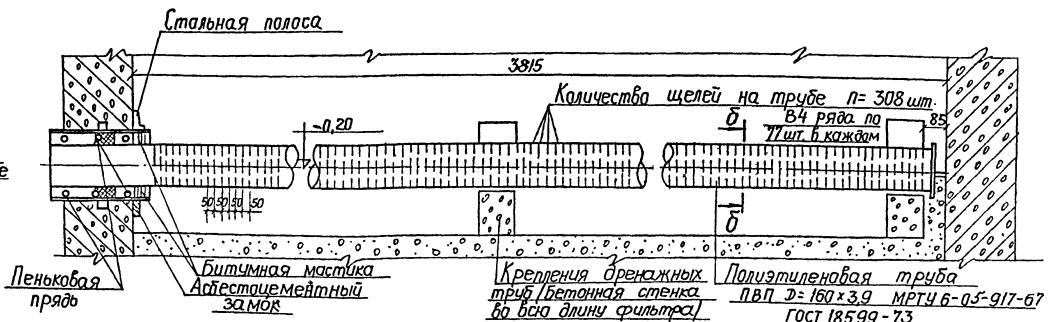 Стальная полоса
3815
Количество щелей на трубе n= 308 шт.
В4 ряда по
77 шт. в каждом
85
б
-0,20
е
50 50 50 50
б
Пеньковая
прядь
Битумная мастика
Асбестоцементный
замок
Крепления дренажных
труб /Бетонная стенка
во всю длину фильтра/
Полиэтиленовая труба
ПВП D= 160×3,9 МРТУ 6-05-917-67
ГОСТ 18599-73